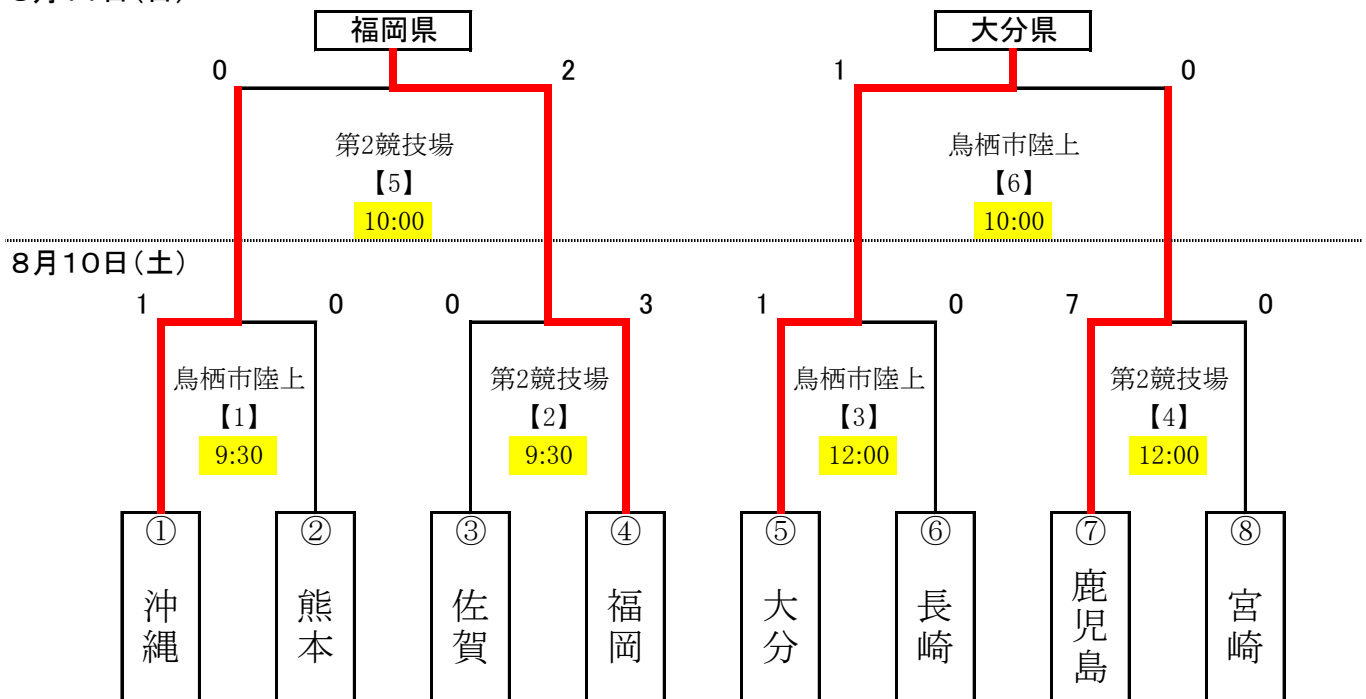 福岡県 大分県
0 2 1 0
第2競技場 鳥栖市陸上
【5】 【6】
10:00 10:00
8月10日(土)
1 0 0 3 1 0 7 0
鳥栖市陸上 第2競技場 鳥栖市陸上 第2競技場
【1】 【2】 【3】 【4】
9:30 9:30 12:00 12:00
① ② ③ ④ ⑤ ⑥ ⑦ ⑧
沖縄 熊本 佐賀 福岡 大分 長崎 鹿児島 宮崎